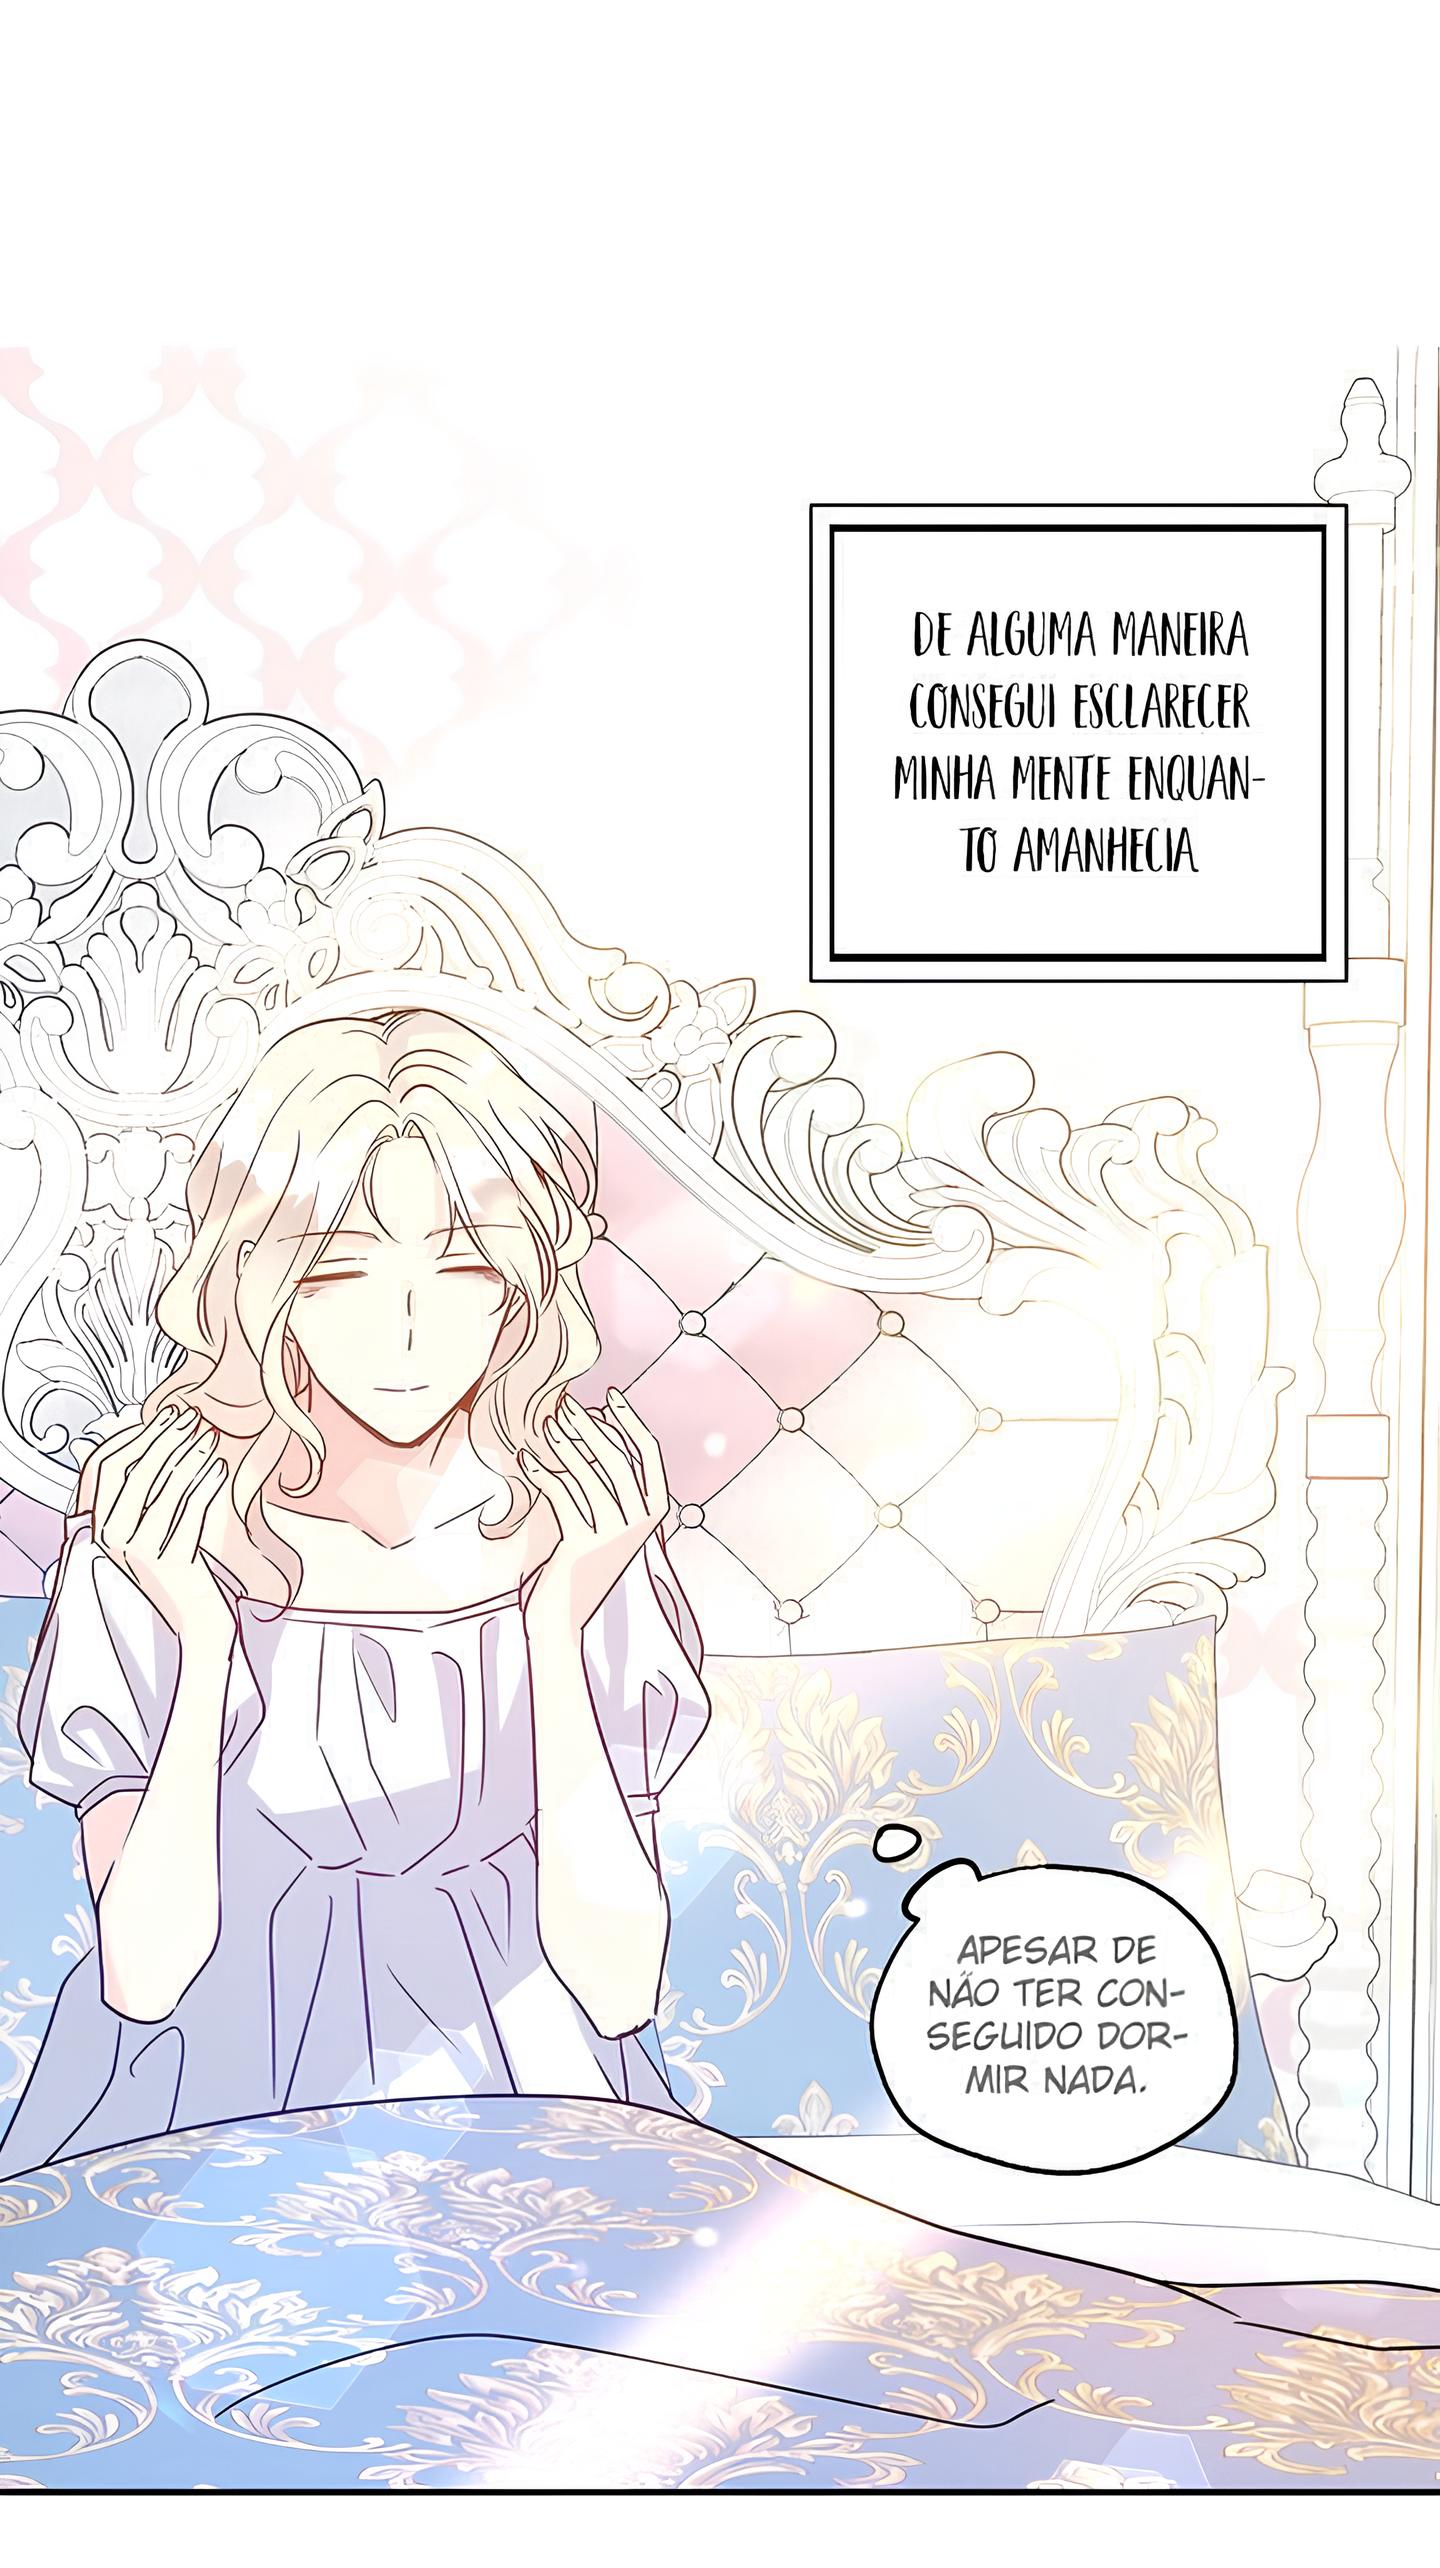 DE ALGUMA MANEIRA
CONSEGUI ESCLARECER
MINHA MENTE ENQUAN-
TO AMANHECIA
APESAR DE
NÃO TER CON-
SEGUIDO DOR-
MIR NADA.